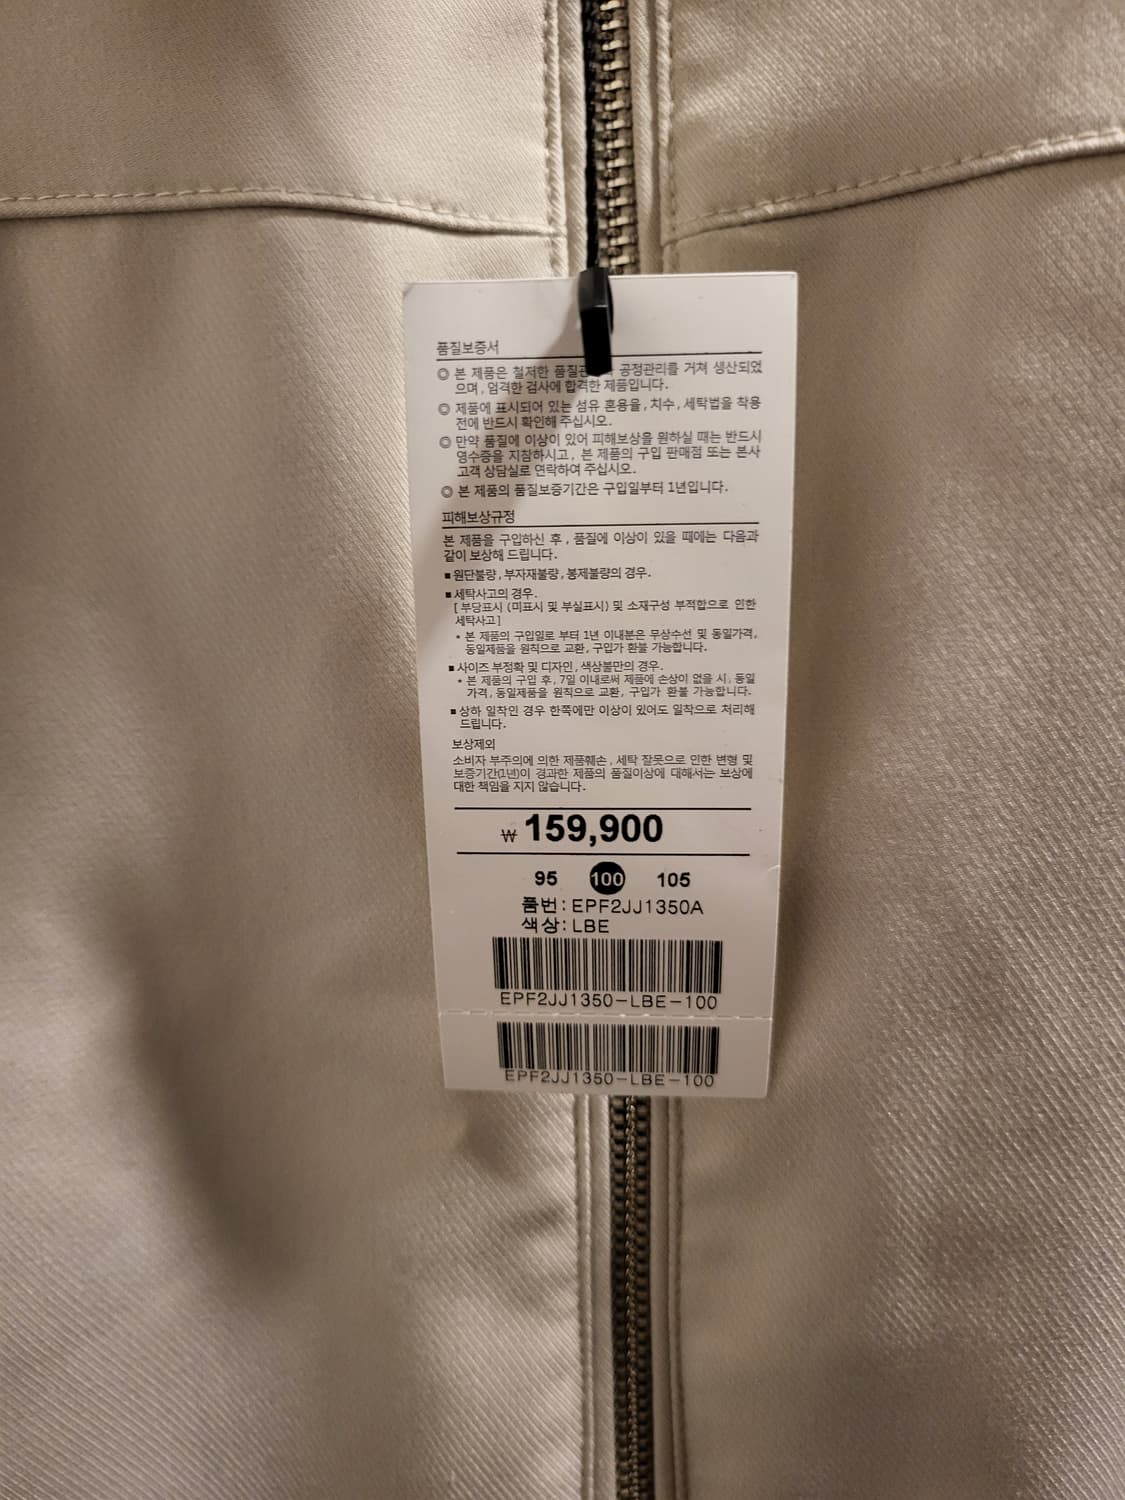 품질보증서
◎ 본 제품은 철저한 공정관리를 거쳐 생산되었
으며, 엄격한 검사에 합격한 제품입니다.
◎ 제품에 표시되어 있는 섬유 혼용율, 치수, 세탁법을 착용
전에 반드시 확인해 주십시오.
◎ 만약 품질에 이상이 있어 피해보상을 원하실 때는 반드시
영수증을 지참하시고, 본 제품의 구입 판매점 또는 본사
고객 상담실로 연락하여 주십시오.
◎ 본 제품의 품질보증기간은 구입일부터 1년입니다.
피해보상규정
본 제품을 구입하신 후, 품질에 이상이 있을 때에는 다음과
같이 보상해 드립니다.
■ 원단불량, 부자재불량, 봉제불량의 경우.
■ 세탁사고의 경우.
[ 부당표시 (미표시 및 부실표시) 및 소재구성 부적합으로 인한
세탁사고 ]
* 본 제품의 구입일로 부터 1년 이내분은 무상수선 및 동일가격,
동일제품을 원칙으로 교환, 구입가 환불 가능합니다.
■ 사이즈 부정확 및 디자인, 색상불만의 경우.
* 본 제품의 구입 후, 7일 이내로써 제품에 손상이 없을 시, 동일
가격, 동일제품을 원칙으로 교환, 구입가 환불 가능합니다.
■ 상하 일착인 경우 한쪽에만 이상이 있어도 일착으로 처리해
드립니다.
보상제외
소비자 부주의에 의한 제품훼손, 세탁 잘못으로 인한 변형 및
보증기간(1년)이 경과한 제품의 품질이상에 대해서는 보상에
대한 책임을 지지 않습니다.
₩ 159,900
95 100 105
품번: EPF2JJ1350A
색상: LBE
EPF2JJ1350-LBE-100
EPF2JJ1350-LBE-100